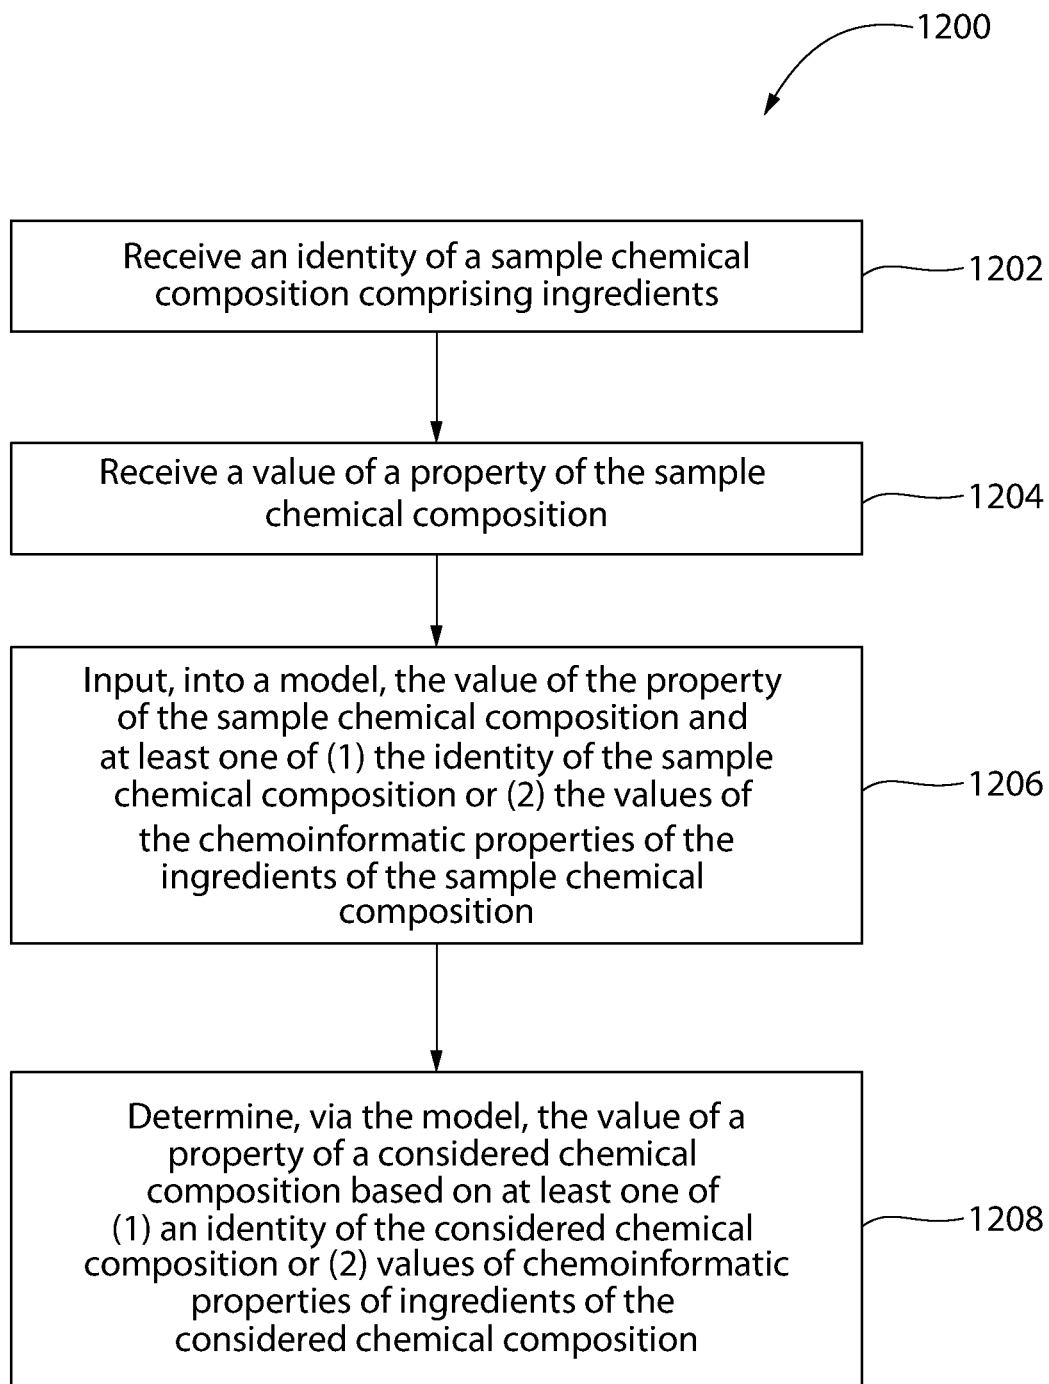 1200
Receive an identity of a sample chemical
composition comprising ingredients
1202
Receive a value of a property of the sample
chemical composition
1204
Input, into a model, the value of the property
of the sample chemical composition and
at least one of (1) the identity of the sample
chemical composition or (2) the values of
the chemoinformatic properties of the
ingredients of the sample chemical
composition
1206
Determine, via the model, the value of a
property of a considered chemical
composition based on at least one of
(1) an identity of the considered chemical
composition or (2) values of chemoinformatic
properties of ingredients of the
considered chemical composition
1208